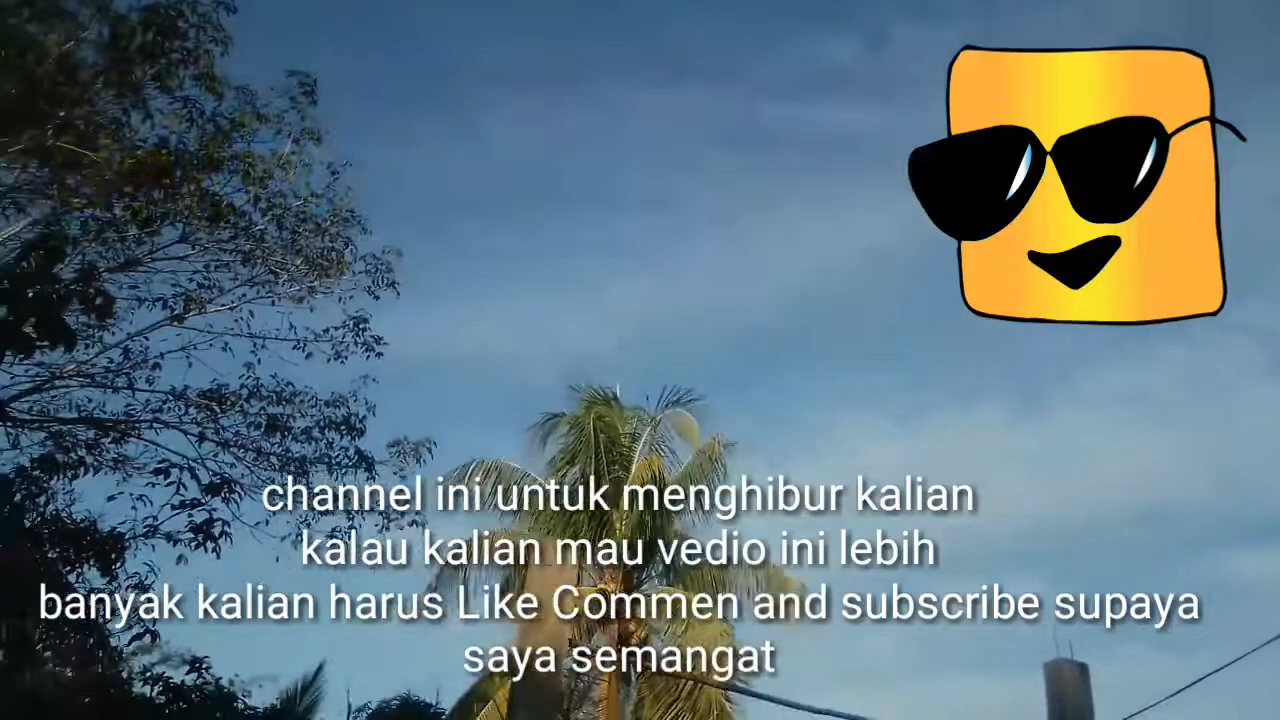 channel ini untuk menghibur kalian
kalau kalian mau vedio ini lebih
banyak kalian harus Like Commen and subscribe supaya
saya semangat